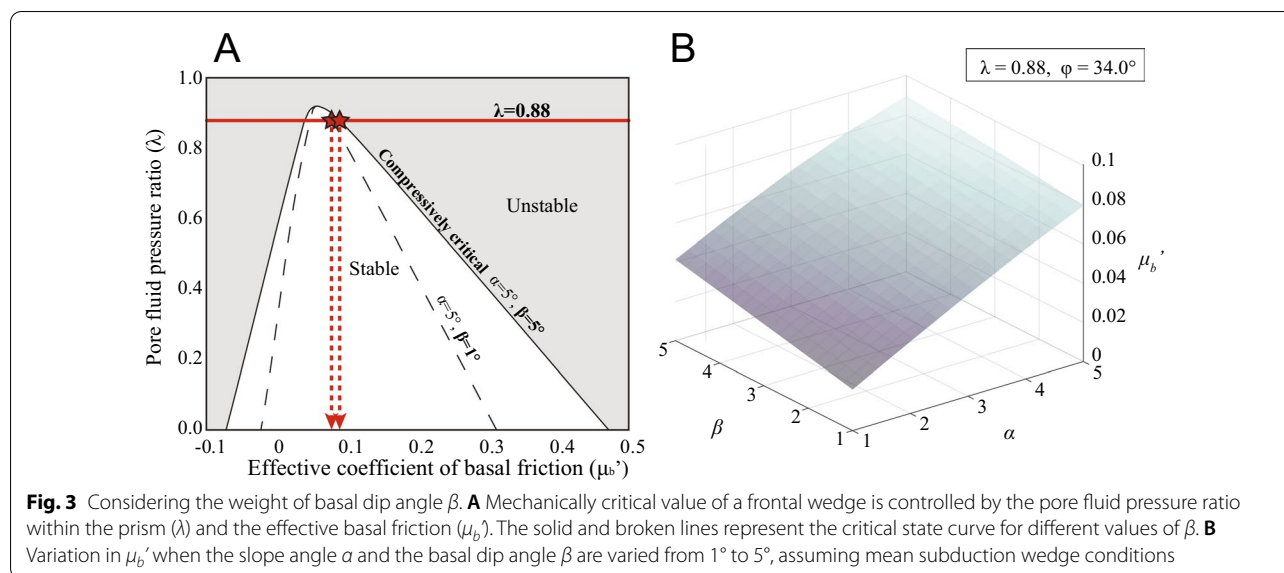 A
B
λ = 0.88, φ = 34.0°
Pore fluid pressure ratio (λ)
1.0
0.8
0.6
0.4
0.2
0.0
λ=0.88
Compressively critical α=5°, β=5°
α=5°, β=1°
Unstable
Stable
-0.1 0 0.1 0.2 0.3 0.4 0.5
Effective coefficient of basal friction (μb’)
0.1
0.08
0.06
0.04
0.02
0
μb’
5 4 3 2 1
β
1 2 3 4 5
α
Fig. 3 Considering the weight of basal dip angle β. A Mechanically critical value of a frontal wedge is controlled by the pore fluid pressure ratio
within the prism (λ) and the effective basal friction (μb’). The solid and broken lines represent the critical state curve for different values of β. B
Variation in μb’ when the slope angle α and the basal dip angle β are varied from 1° to 5°, assuming mean subduction wedge conditions